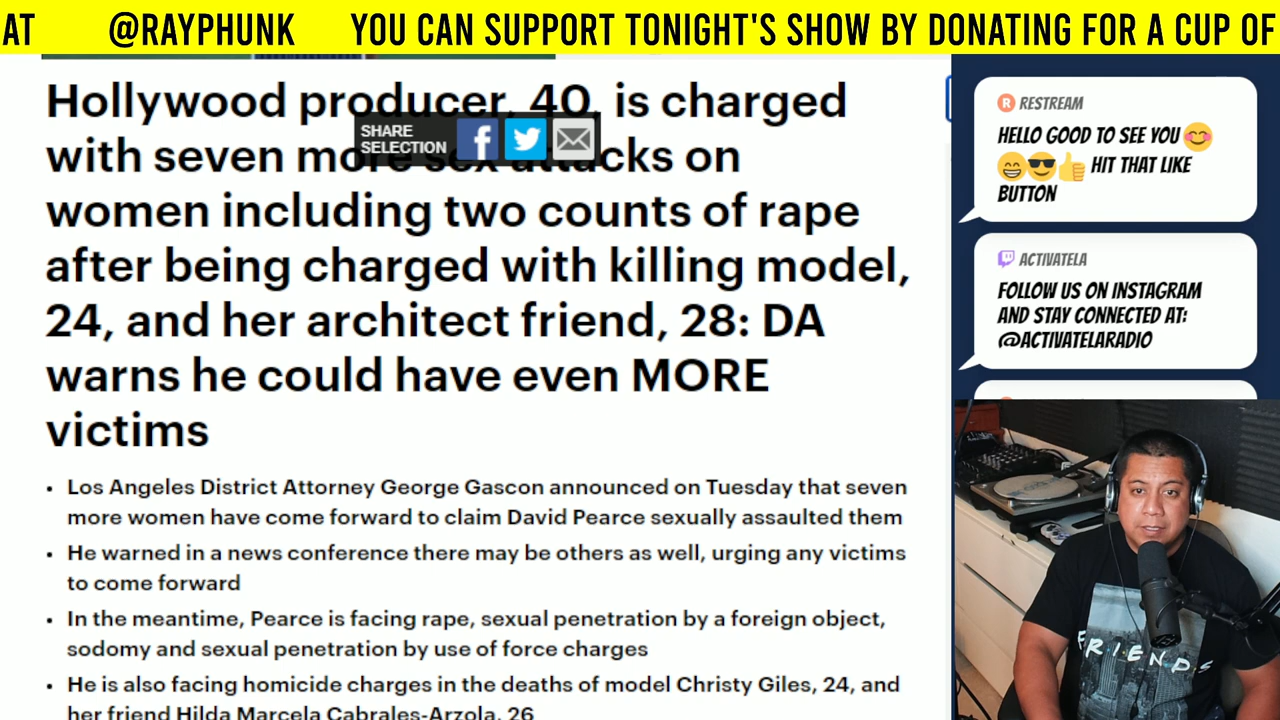 AT @RAYPHUNK YOU CAN SUPPORT TONIGHT'S SHOW BY DONATING FOR A CUP OF
Hollywood producer, 40, is charged
with seven more sex attacks on
women including two counts of rape
after being charged with killing model,
24, and her architect friend, 28: DA
warns he could have even MORE
victims
SHARE
SELECTION
• Los Angeles District Attorney George Gascon announced on Tuesday that seven
more women have come forward to claim David Pearce sexually assaulted them
• He warned in a news conference there may be others as well, urging any victims
to come forward
• In the meantime, Pearce is facing rape, sexual penetration by a foreign object,
sodomy and sexual penetration by use of force charges
• He is also facing homicide charges in the deaths of model Christy Giles, 24, and
her friend Hilda Marcela Cabrales-Arzola, 26
RESTREAM
HELLO GOOD TO SEE YOU 😊
😁😎👍 HIT THAT LIKE
BUTTON
ACTIVATELA
FOLLOW US ON INSTAGRAM
AND STAY CONNECTED AT:
@ACTIVATELARADIO
FRIENDS